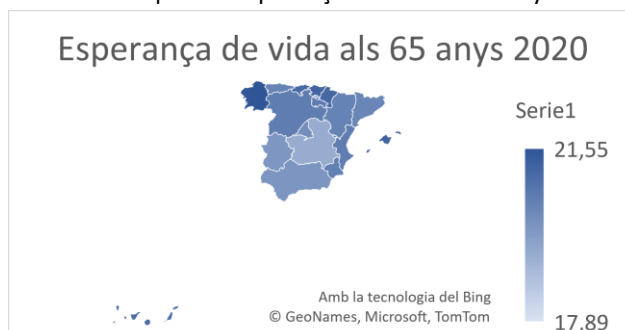 Esperança de vida als 65 anys 2020
Serie1
21,55
17,89
Amb la tecnologia del Bing
© GeoNames, Microsoft, TomTom